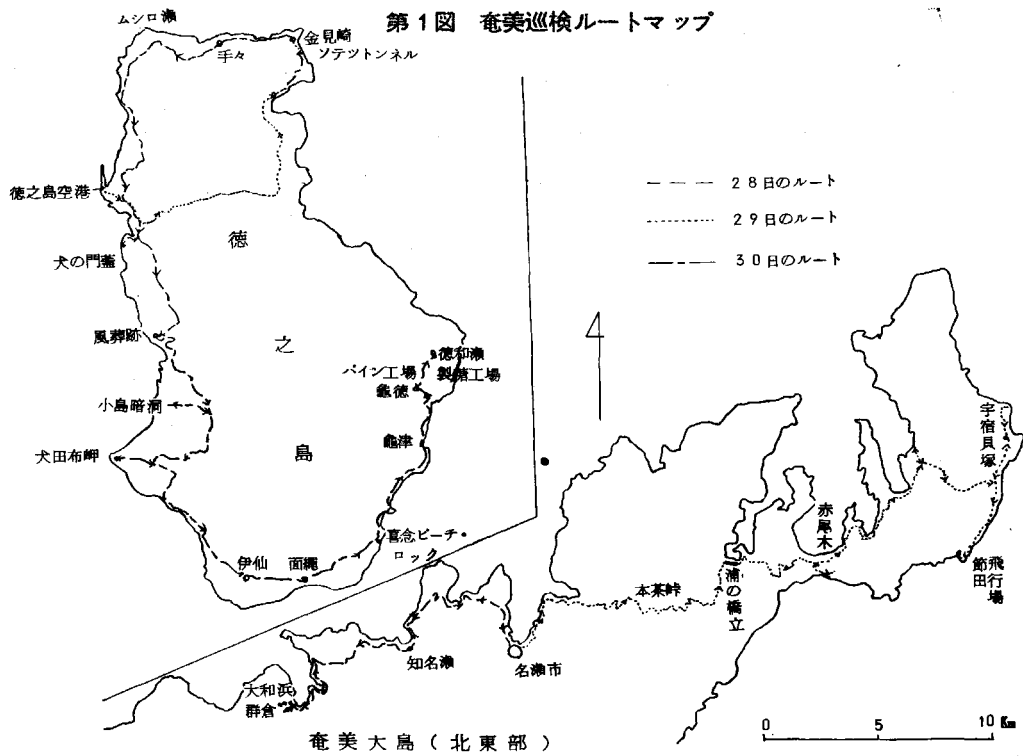 第1図 奄美巡検ルートマップ
ムシロ瀬
金見崎
手々
ソテツトンネル
徳之島空港
28日のルート
29日のルート
30日のルート
徳
之
島
犬の門蓋
風葬跡
徳和瀬
パイン工場
製糖工場
亀徳
小島暗洞
亀津
犬田布岬
宇宿貝塚
赤尾木
喜念ビーチ・
ロック
伊仙
面縄
飛行場
節田
本茶峠
浦の橋立
知名瀬
名瀬市
大和浜
群倉
奄美大島(北東部)
0 5 10 Km